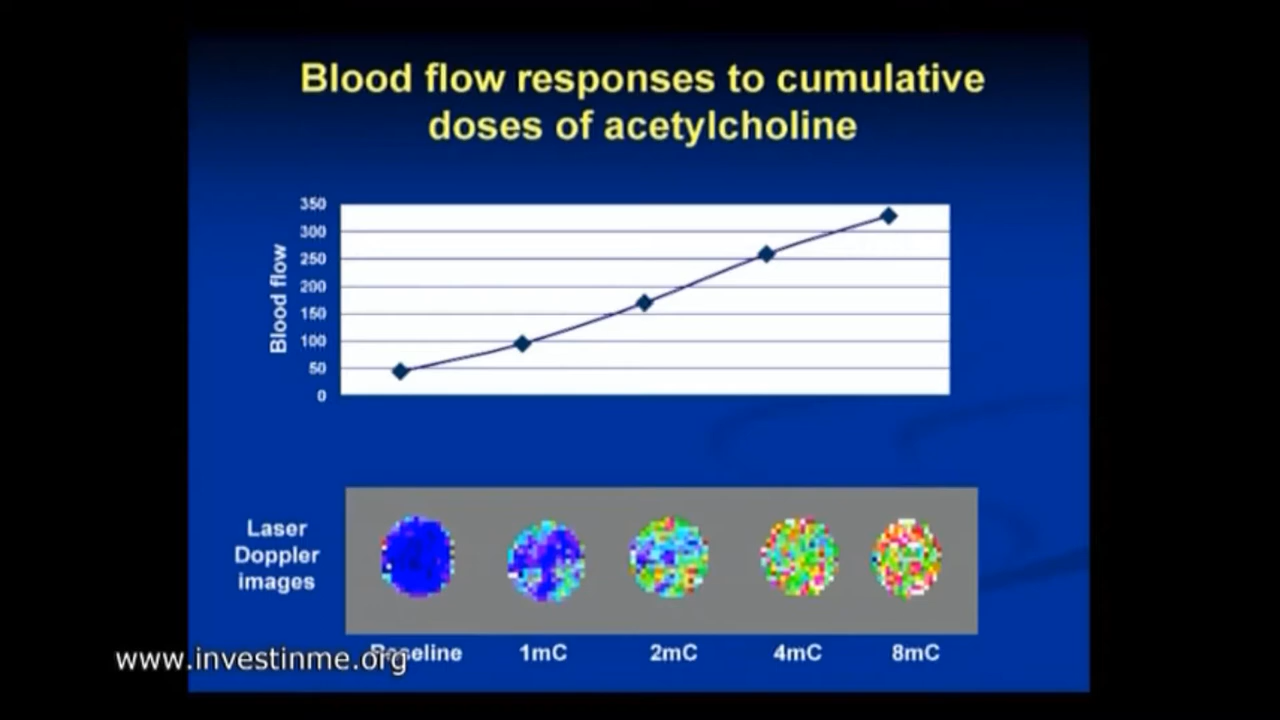 Blood flow responses to cumulative
doses of acetylcholine
350
300
250
200
150
100
50
0
Blood flow
Laser
Doppler
images
Baseline 1mC 2mC 4mC 8mC
www.investinme.org